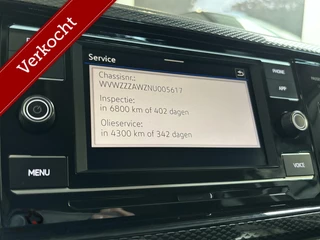 Verkocht
Service
Chassisnr.:
WVWZZZAWZNU005617
Inspectie:
in 6800 km of 402 dagen
Olieservice:
in 4300 km of 342 dagen
PHONE
APP
MENU
VOICE